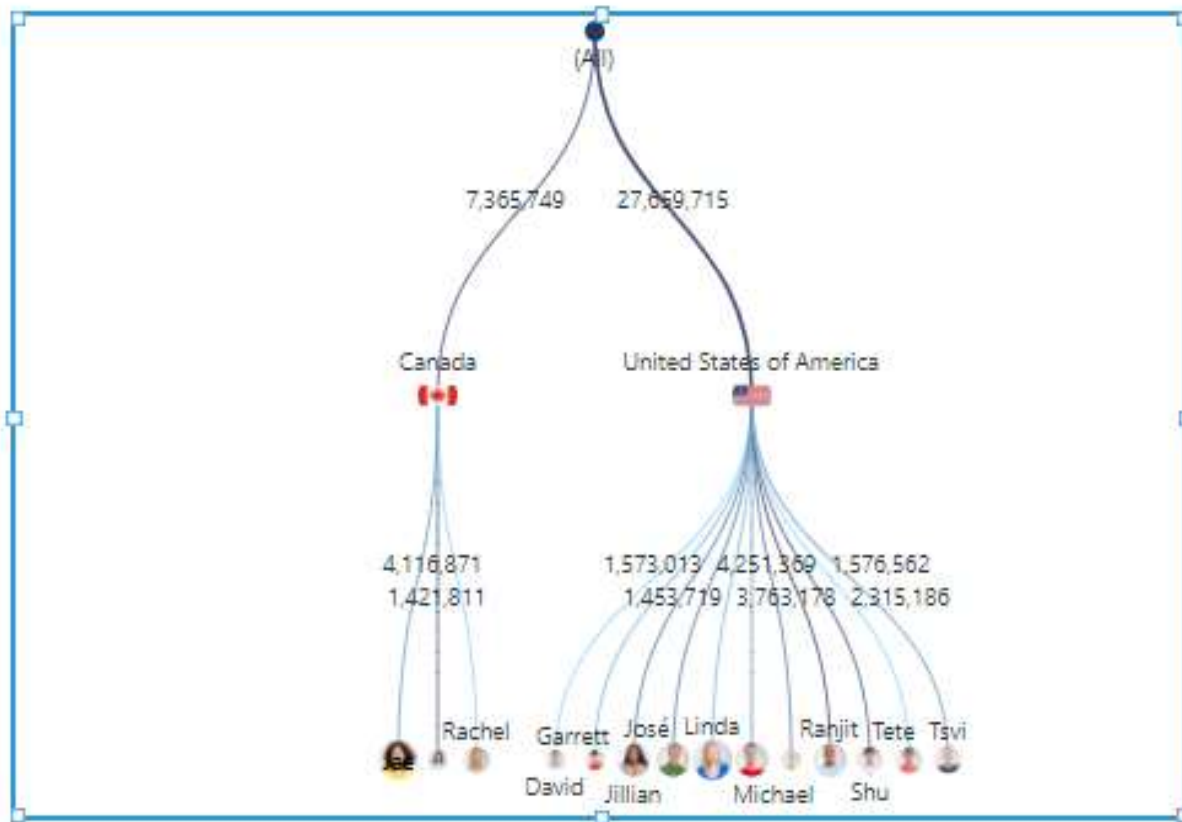 (All)
7,365,749 27,659,715
Canada United States of America
4,116,871 1,573,013 4,251,369 1,576,562
1,421,811 1,453,719 3,763,178 2,315,186
Rachel Garrett José Linda Ranjit Tete Tsvi
Jae David Jillian Michael Shu